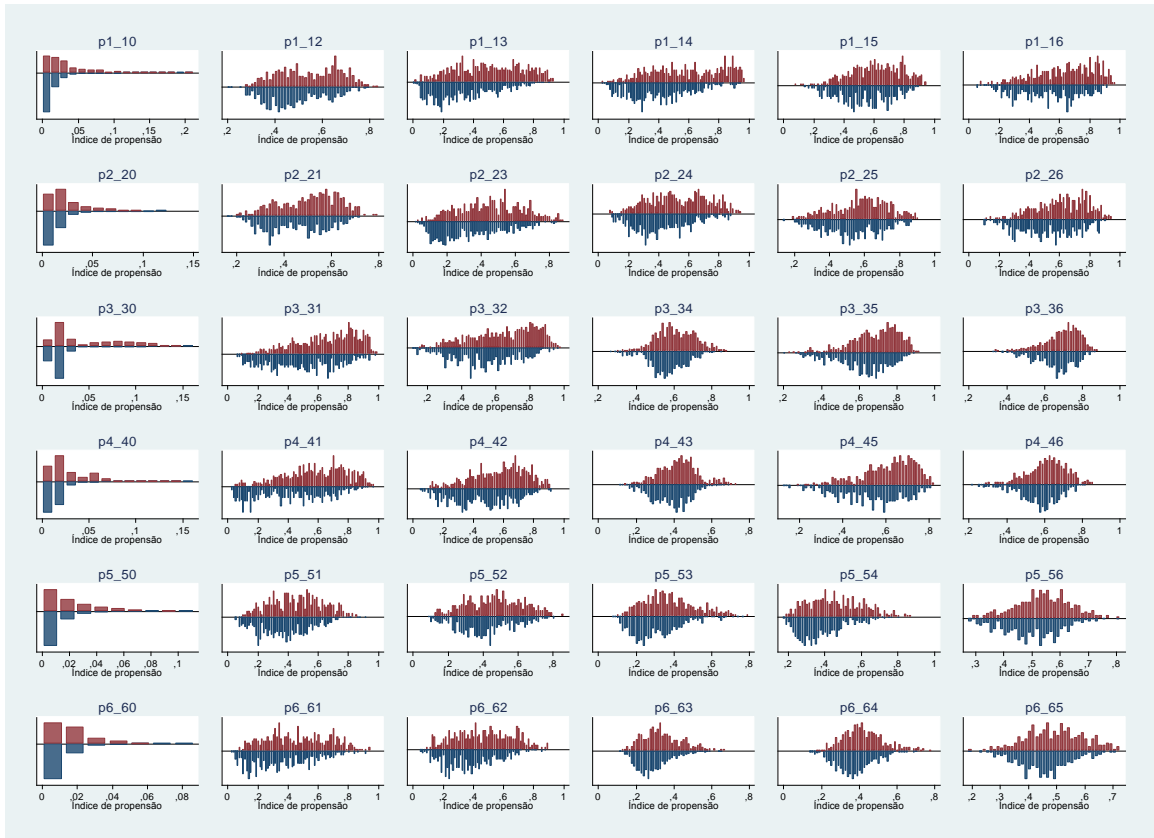 p1_10 p1_12 p1_13 p1_14 p1_15 p1_16
0 ,05 ,1 ,15 ,2 ,2 ,4 ,6 ,8 0 ,2 ,4 ,6 ,8 1 0 ,2 ,4 ,6 ,8 1 0 ,2 ,4 ,6 ,8 1 0 ,2 ,4 ,6 ,8 1
Índice de propensão Índice de propensão Índice de propensão Índice de propensão Índice de propensão Índice de propensão
p2_20 p2_21 p2_23 p2_24 p2_25 p2_26
0 ,05 ,1 ,15 ,2 ,4 ,6 ,8 0 ,2 ,4 ,6 ,8 0 ,2 ,4 ,6 ,8 1 ,2 ,4 ,6 ,8 1 0 ,2 ,4 ,6 ,8 1
Índice de propensão Índice de propensão Índice de propensão Índice de propensão Índice de propensão Índice de propensão
p3_30 p3_31 p3_32 p3_34 p3_35 p3_36
0 ,05 ,1 ,15 0 ,2 ,4 ,6 ,8 1 ,2 ,4 ,6 ,8 1 ,2 ,4 ,6 ,8 1 ,2 ,4 ,6 ,8 1 ,2 ,4 ,6 ,8 1
Índice de propensão Índice de propensão Índice de propensão Índice de propensão Índice de propensão Índice de propensão
p4_40 p4_41 p4_42 p4_43 p4_45 p4_46
0 ,05 ,1 ,15 0 ,2 ,4 ,6 ,8 1 0 ,2 ,4 ,6 ,8 1 0 ,2 ,4 ,6 ,8 0 ,2 ,4 ,6 ,8 ,2 ,4 ,6 ,8 1
Índice de propensão Índice de propensão Índice de propensão Índice de propensão Índice de propensão Índice de propensão
p5_50 p5_51 p5_52 p5_53 p5_54 p5_56
0 ,02 ,04 ,06 ,08 ,1 0 ,2 ,4 ,6 ,8 1 0 ,2 ,4 ,6 ,8 0 ,2 ,4 ,6 ,8 ,2 ,4 ,6 ,8 1 ,3 ,4 ,5 ,6 ,7 ,8
Índice de propensão Índice de propensão Índice de propensão Índice de propensão Índice de propensão Índice de propensão
p6_60 p6_61 p6_62 p6_63 p6_64 p6_65
0 ,02 ,04 ,06 ,08 0 ,2 ,4 ,6 ,8 1 0 ,2 ,4 ,6 ,8 1 0 ,2 ,4 ,6 ,8 0 ,2 ,4 ,6 ,8 ,2 ,3 ,4 ,5 ,6 ,7
Índice de propensão Índice de propensão Índice de propensão Índice de propensão Índice de propensão Índice de propensão